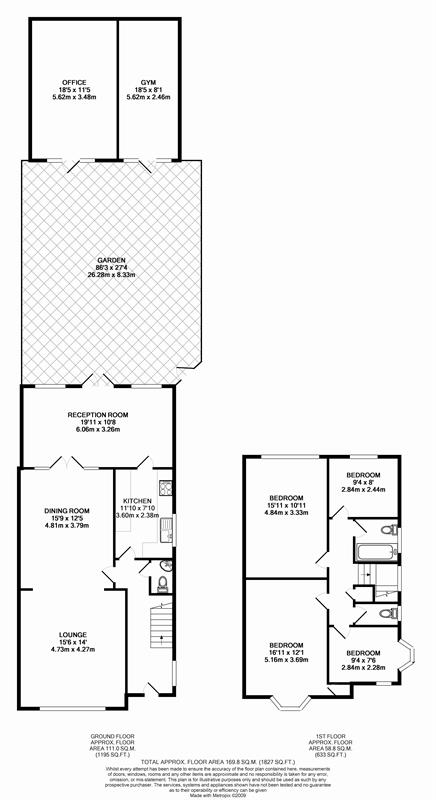 OFFICE
18'5 x 11'5
5.62m x 3.48m
GYM
18'5 x 8'1
5.62m x 2.46m
GARDEN
86'3 x 27'4
26.28m x 8.33m
RECEPTION ROOM
19'11 x 10'8
6.06m x 3.26m
KITCHEN
11'10 x 7'10
3.60m x 2.38m
DINING ROOM
15'9 x 12'5
4.81m x 3.79m
LOUNGE
15'6 x 14'
4.73m x 4.27m
BEDROOM
9'4 x 8'
2.84m x 2.44m
BEDROOM
15'11 x 10'11
4.84m x 3.33m
BEDROOM
16'11 x 12'1
5.16m x 3.69m
BEDROOM
9'4 x 7'6
2.84m x 2.28m
GROUND FLOOR
APPROX. FLOOR
AREA 111.0 SQ.M.
(1195 SQ.FT.)
1ST FLOOR
APPROX. FLOOR
AREA 58.8 SQ.M.
(633 SQ.FT.)
TOTAL APPROX. FLOOR AREA 169.8 SQ.M. (1827 SQ.FT.)
Whilst every attempt has been made to ensure the accuracy of the floor plan contained here, measurements
of doors, windows, rooms and any other items are approximate and no responsibility is taken for any error,
omission, or mis-statement. This plan is for illustrative purposes only and should be used as such by any
prospective purchaser. The services, systems and appliances shown have not been tested and no guarantee
as to their operability or efficiency can be given
Made with Metropix ©2009